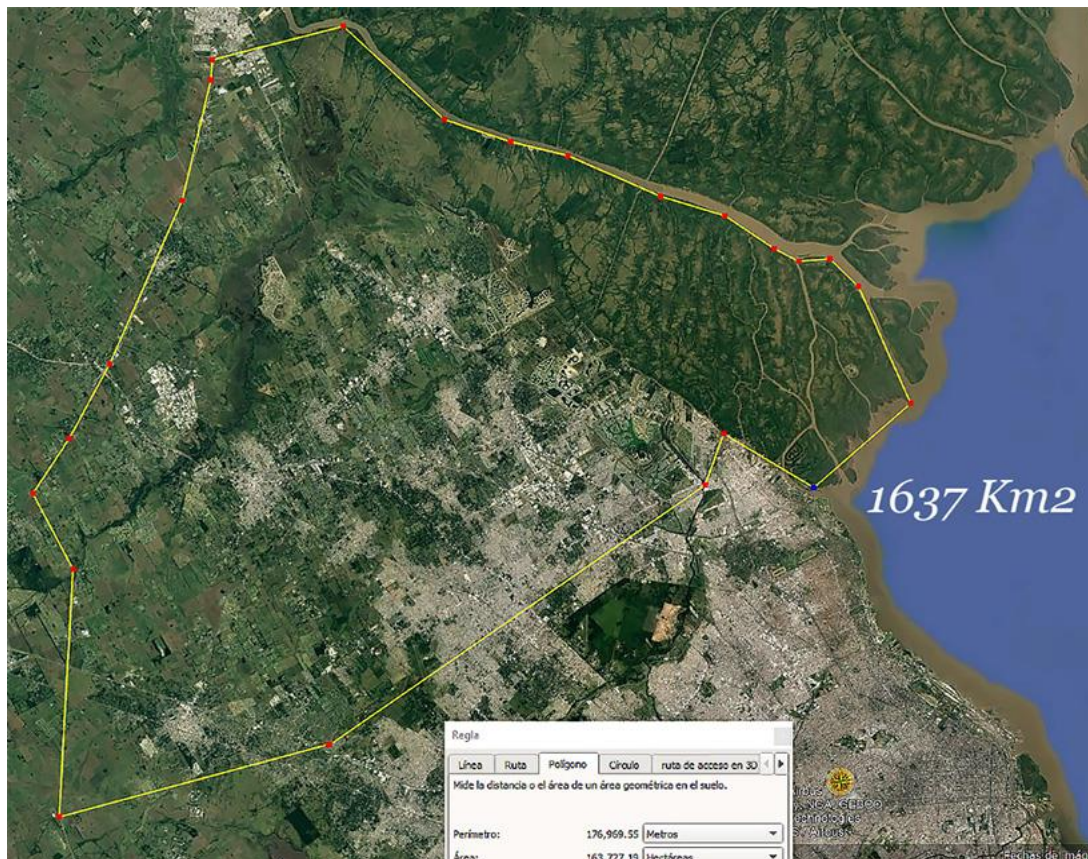 1637 Km2
Regla
Línea Ruta Polígono Círculo ruta de acceso en 3D
Mide la distancia o el área de un área geométrica en el suelo.
Perímetro: 176,969.55 Metros
Área: 163,727.19 Hectáreas